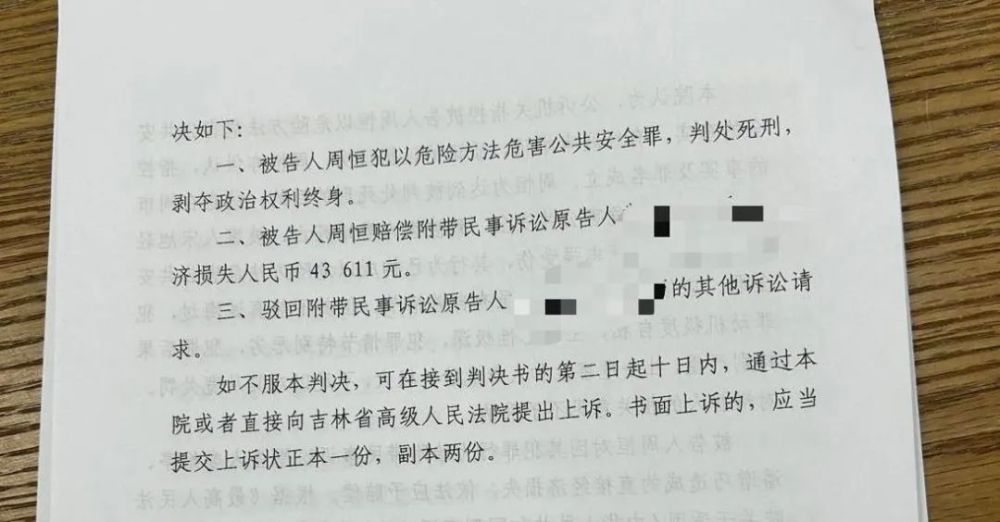 决如下：
一、被告人周恒犯以危险方法危害公共安全罪，判处死刑，
剥夺政治权利终身。
二、被告人周恒赔偿附带民事诉讼原告人
济损失人民币43 611元。
三、驳回附带民事诉讼原告人 的其他诉讼请
求。
如不服本判决，可在接到判决书的第二日起十日内，通过本
院或者直接向吉林省高级人民法院提出上诉。书面上诉的，应当
提交上诉状正本一份，副本两份。